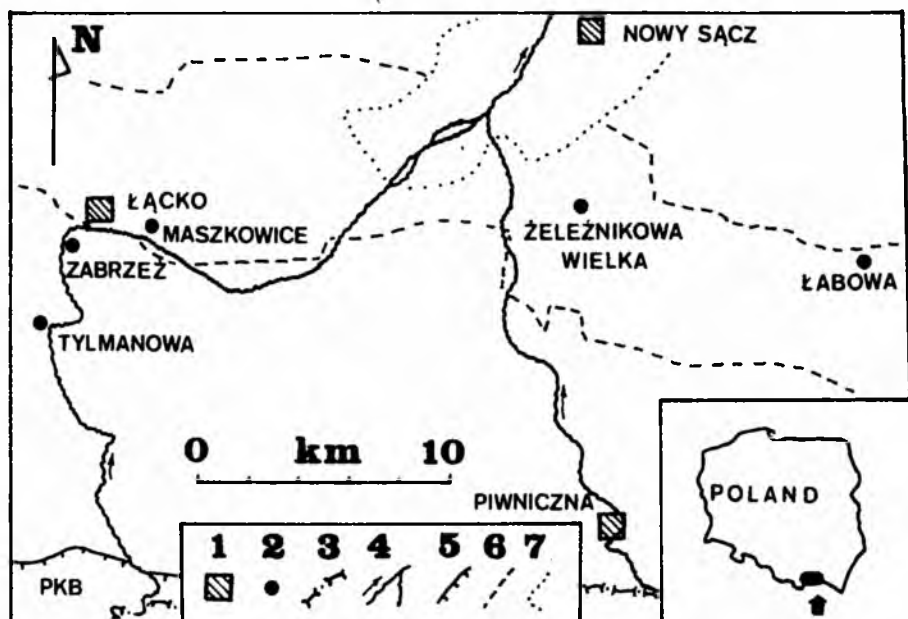 N
NOWY SĄCZ
ŁĄCKO
MASZKOWICE
ŻELEŹNIKOWA
WIELKA
ZABRZEŻ
ŁABOWA
TYLMANOWA
0 km 10
PIWNICZNA
POLAND
1 2 3 4 5 6 7
PKB